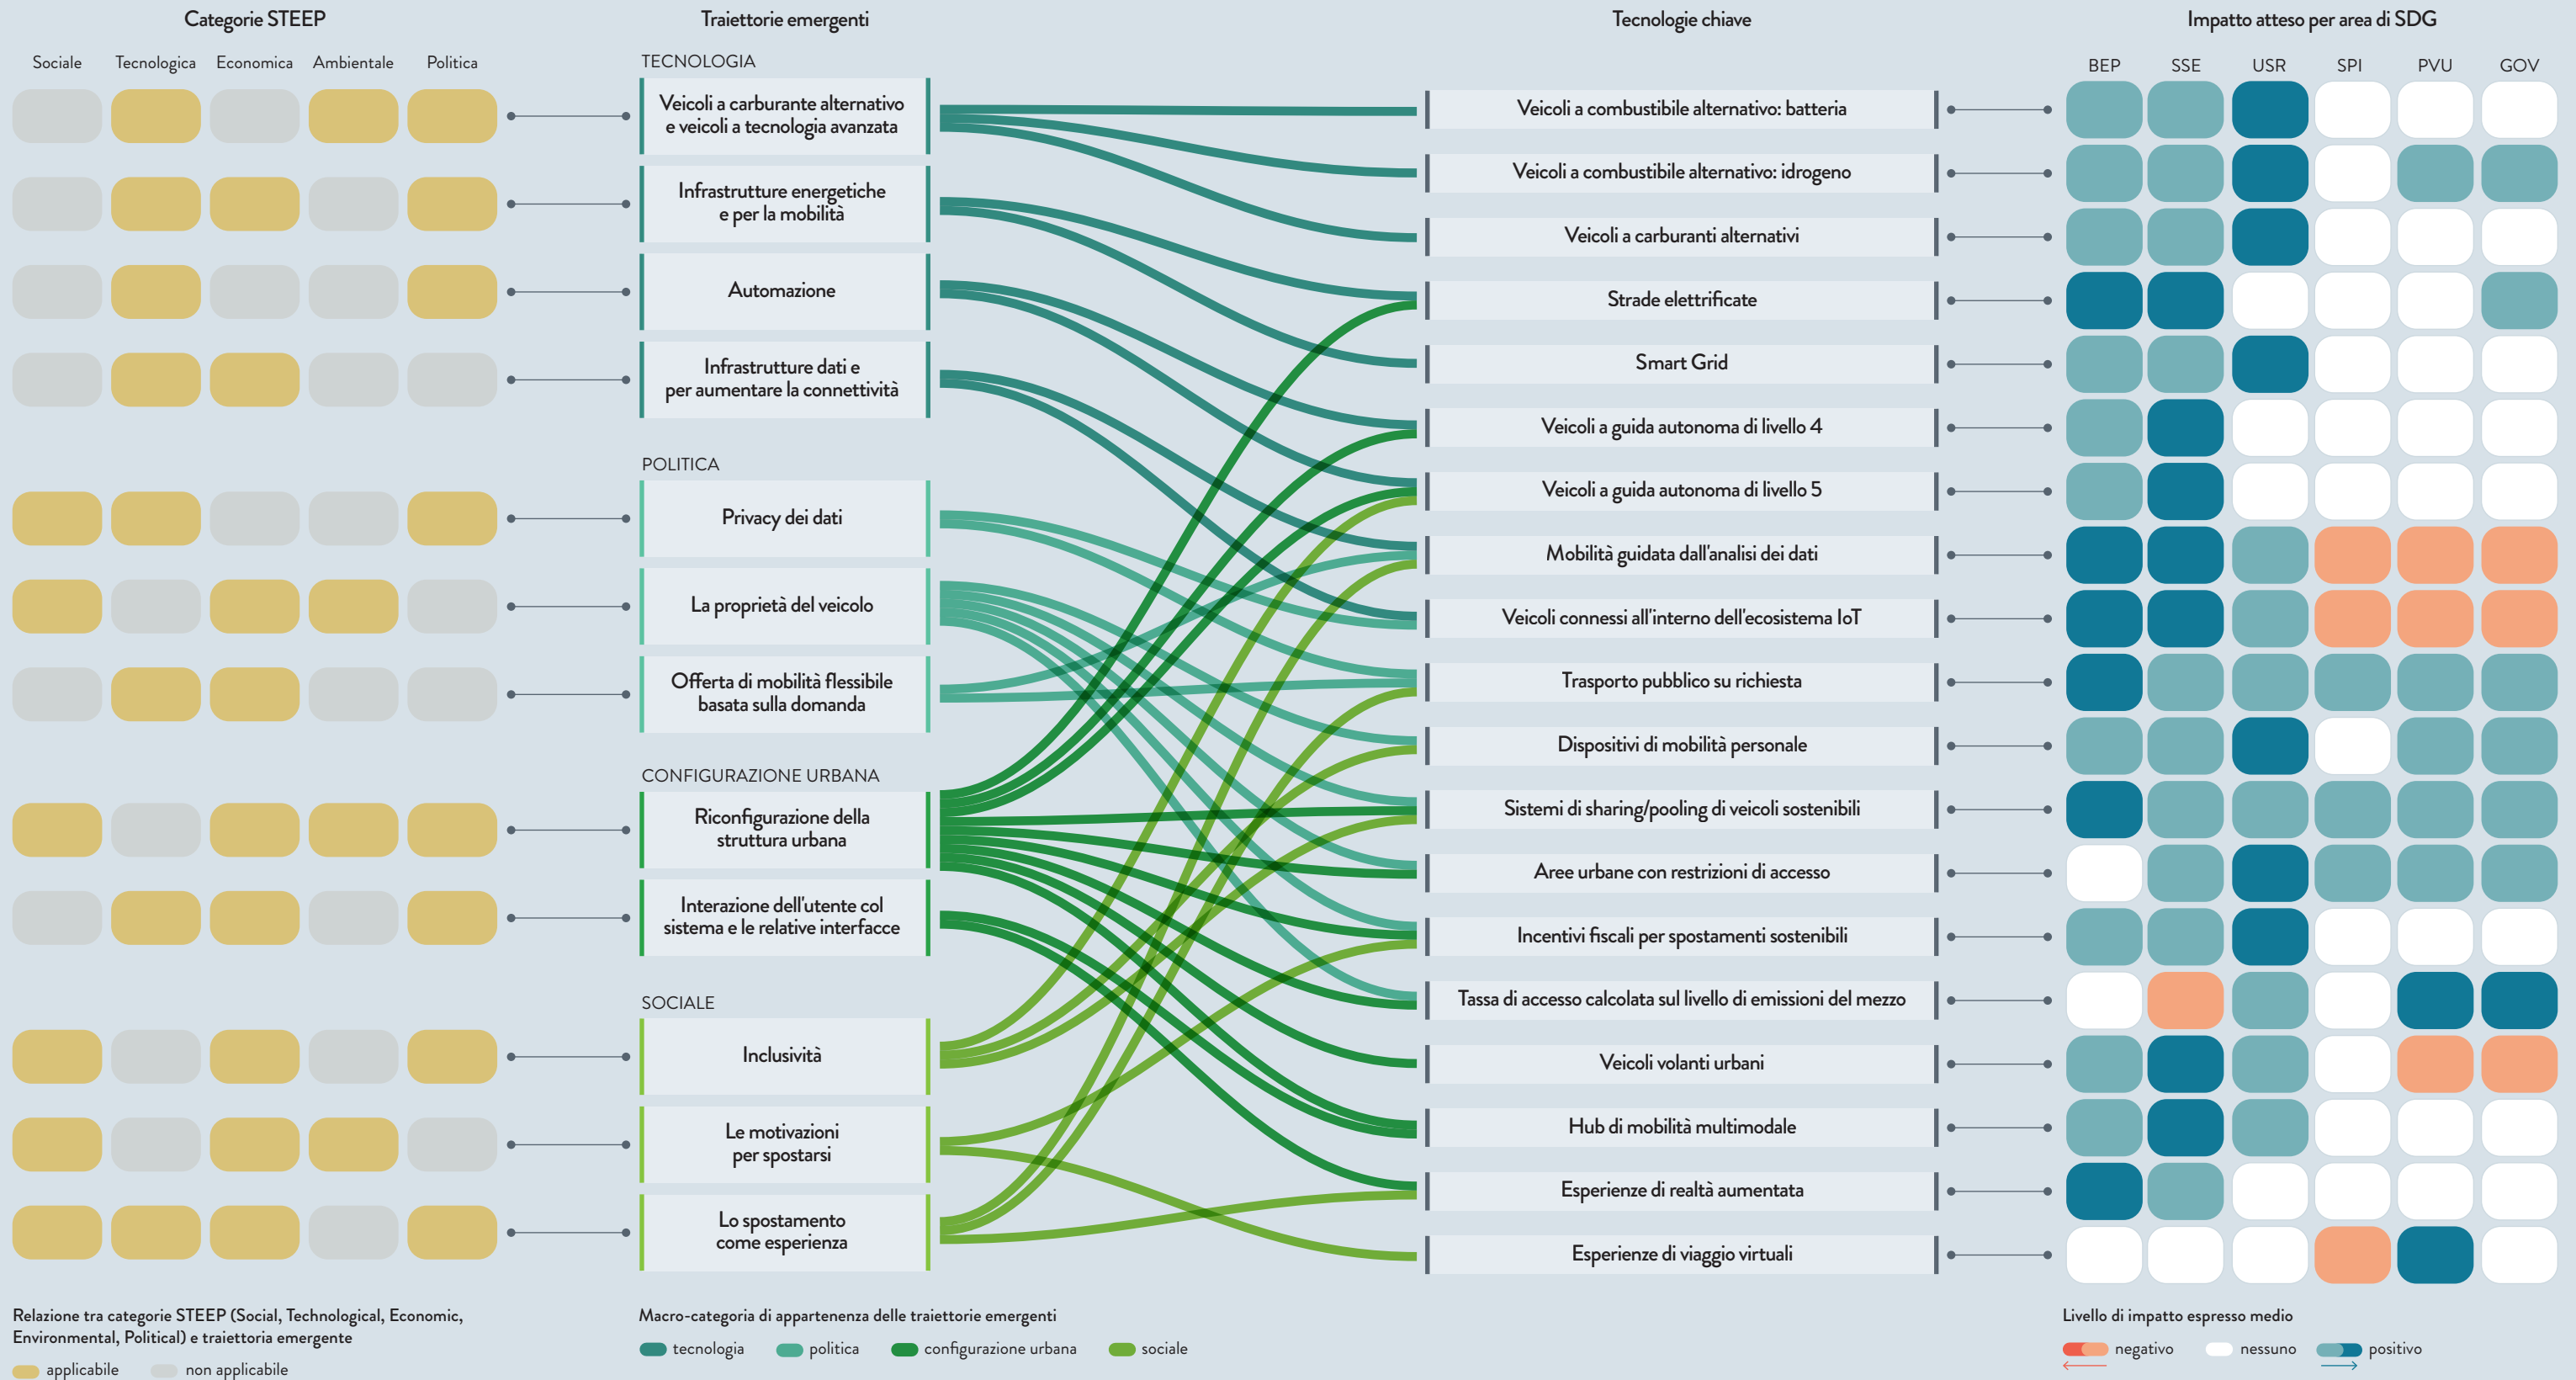 Categorie STEEP
Traiettorie emergenti
Tecnologie chiave
Impatto atteso per area di SDG
Sociale
Tecnologica
Economica
Ambientale
Politica
BEP
SSE
USR
SPI
PVU
GOV
TECNOLOGIA
Veicoli a carburante alternativo
e veicoli a tecnologia avanzata
Infrastrutture energetiche
e per la mobilità
Automazione
Infrastrutture dati e
per aumentare la connettività
POLITICA
Privacy dei dati
La proprietà del veicolo
Offerta di mobilità flessibile
basata sulla domanda
CONFIGURAZIONE URBANA
Riconfigurazione della
struttura urbana
Interazione dell'utente col
sistema e le relative interfacce
SOCIALE
Inclusività
Le motivazioni
per spostarsi
Lo spostamento
come esperienza
Veicoli a combustibile alternativo: batteria
Veicoli a combustibile alternativo: idrogeno
Veicoli a carburanti alternativi
Strade elettrificate
Smart Grid
Veicoli a guida autonoma di livello 4
Veicoli a guida autonoma di livello 5
Mobilità guidata dall'analisi dei dati
Veicoli connessi all'interno dell'ecosistema IoT
Trasporto pubblico su richiesta
Dispositivi di mobilità personale
Sistemi di sharing/pooling di veicoli sostenibili
Aree urbane con restrizioni di accesso
Incentivi fiscali per spostamenti sostenibili
Tassa di accesso calcolata sul livello di emissioni del mezzo
Veicoli volanti urbani
Hub di mobilità multimodale
Esperienze di realtà aumentata
Esperienze di viaggio virtuali
Relazione tra categorie STEEP (Social, Technological, Economic,
Environmental, Political) e traiettoria emergente
applicabile
non applicabile
Macro-categoria di appartenenza delle traiettorie emergenti
tecnologia
politica
configurazione urbana
sociale
Livello di impatto espresso medio
negativo
nessuno
positivo